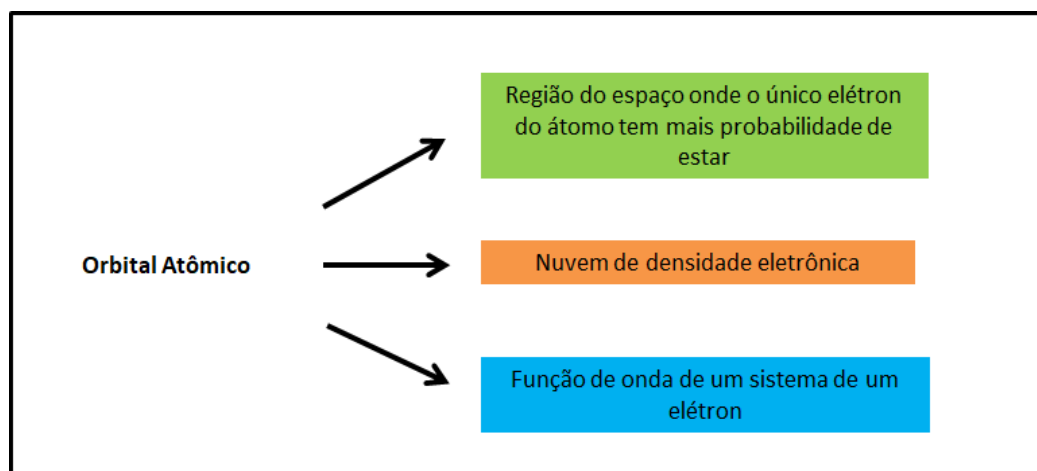 Região do espaço onde o único elétron
do átomo tem mais probabilidade de
estar
Orbital Atômico
Nuvem de densidade eletrônica
Função de onda de um sistema de um
elétron